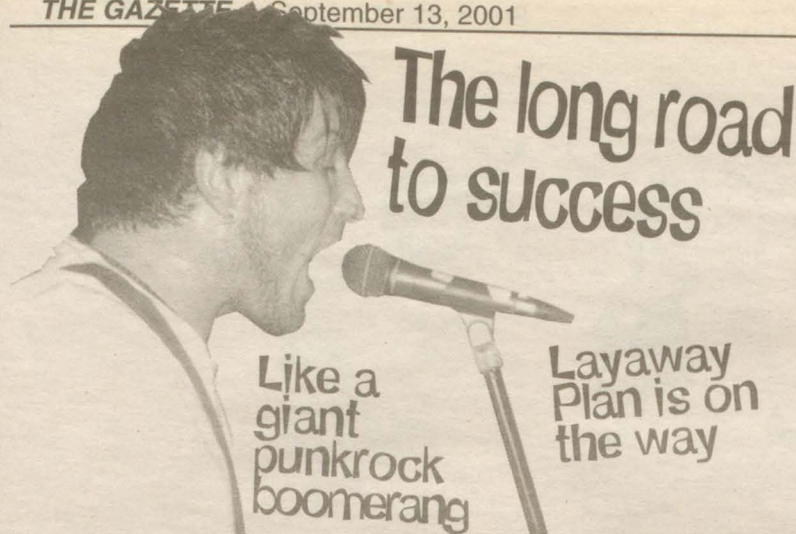 THE GAZETTE September 13, 2001
The long road
to success
Like a
giant
punkrock
boomerang
Layaway
Plan is on
the way